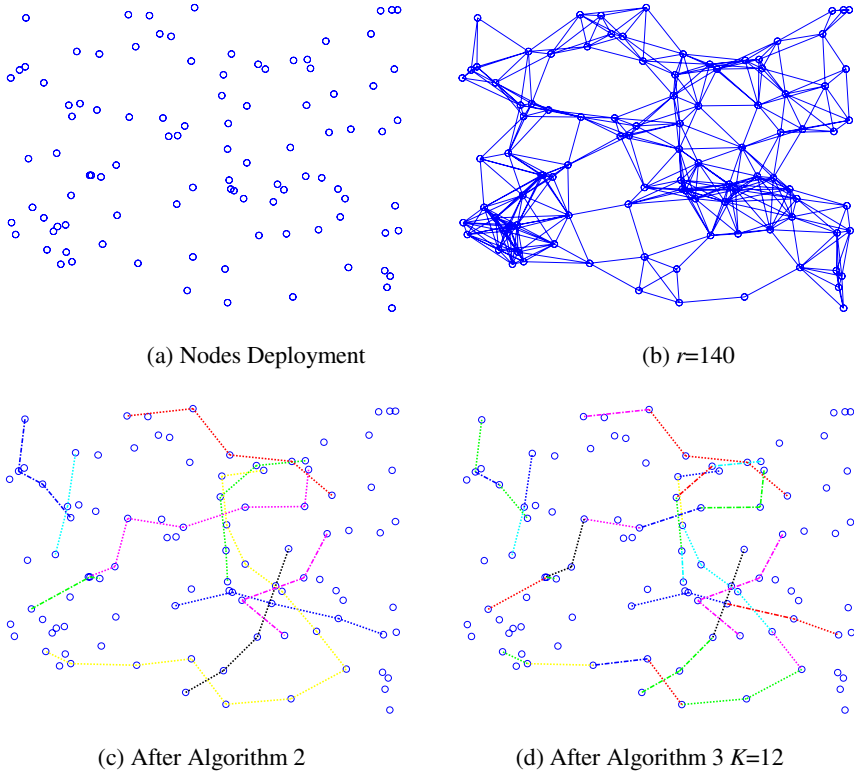 (a) Nodes Deployment
(b) r=140
(c) After Algorithm 2
(d) After Algorithm 3 K=12